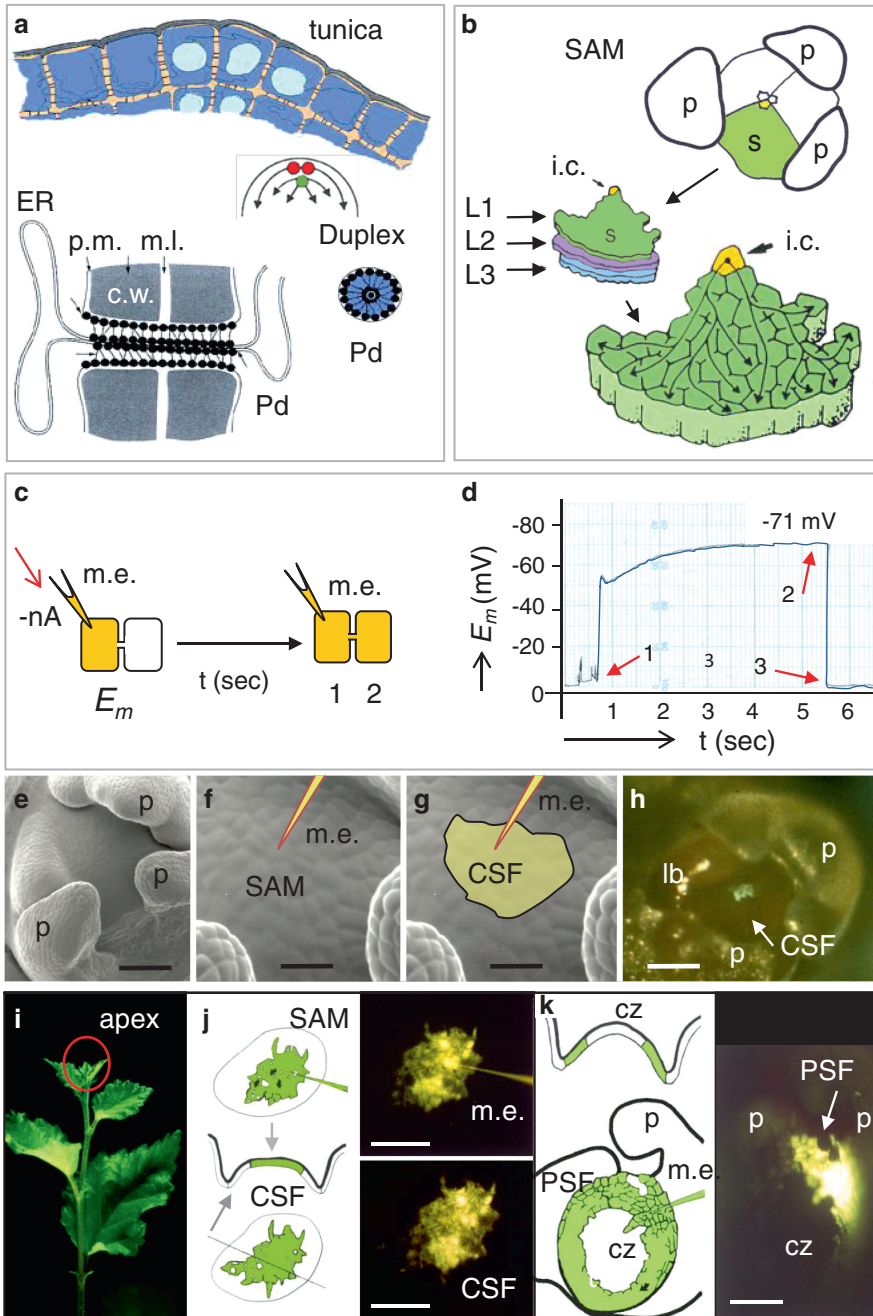 a
tunica
ER
p.m. m.l.
c.w.
Duplex
Pd
Pd
b
SAM
p
p
s
p
i.c.
L1
L2
L3
s
i.c.
c
m.e.
-nA
t (sec)
m.e.
Em
1 2
d
-80
-60
-40
-20
0
Em (mV)
-71 mV
2
1
3
3
1 2 3 4 5 6
t (sec)
e
p
p
p
f
m.e.
SAM
g
m.e.
CSF
h
p
lb
CSF
p
i
apex
j
SAM
m.e.
CSF
CSF
k
cz
p
m.e.
PSF
cz
PSF
p
p
cz